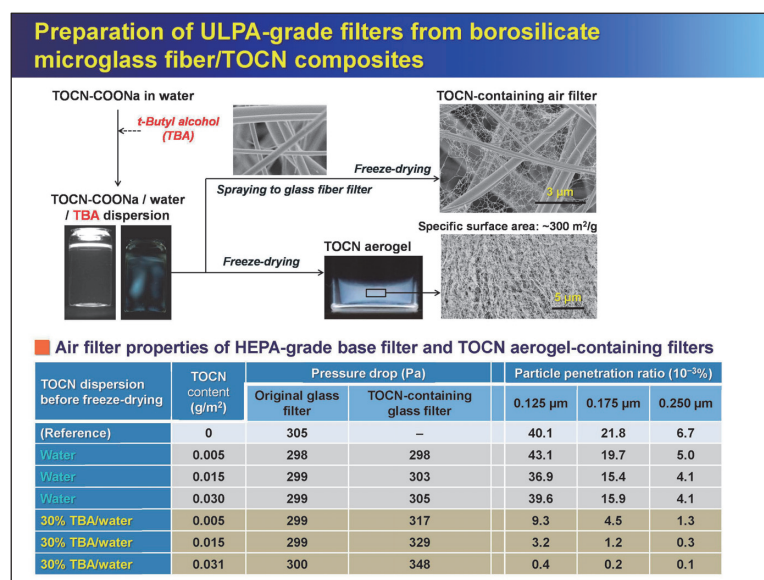 Preparation of ULPA-grade filters from borosilicate
microglass fiber/TOCN composites
TOCN-COONa in water
t-Butyl alcohol
(TBA)
TOCN-containing air filter
Freeze-drying
Spraying to glass fiber filter
3 μm
TOCN-COONa / water
/ TBA dispersion
Freeze-drying
TOCN aerogel
Specific surface area: ~300 m²/g
5 μm
Air filter properties of HEPA-grade base filter and TOCN aerogel-containing filters
TOCN dispersion
before freeze-drying
TOCN
content
(g/m²)
Pressure drop (Pa)
Particle penetration ratio (10⁻³%)
Original glass
filter
TOCN-containing
glass filter
0.125 μm 0.175 μm 0.250 μm
(Reference) 0 305 – 40.1 21.8 6.7
Water 0.005 298 298 43.1 19.7 5.0
Water 0.015 299 303 36.9 15.4 4.1
Water 0.030 299 305 39.6 15.9 4.1
30% TBA/water 0.005 299 317 9.3 4.5 1.3
30% TBA/water 0.015 299 329 3.2 1.2 0.3
30% TBA/water 0.031 300 348 0.4 0.2 0.1